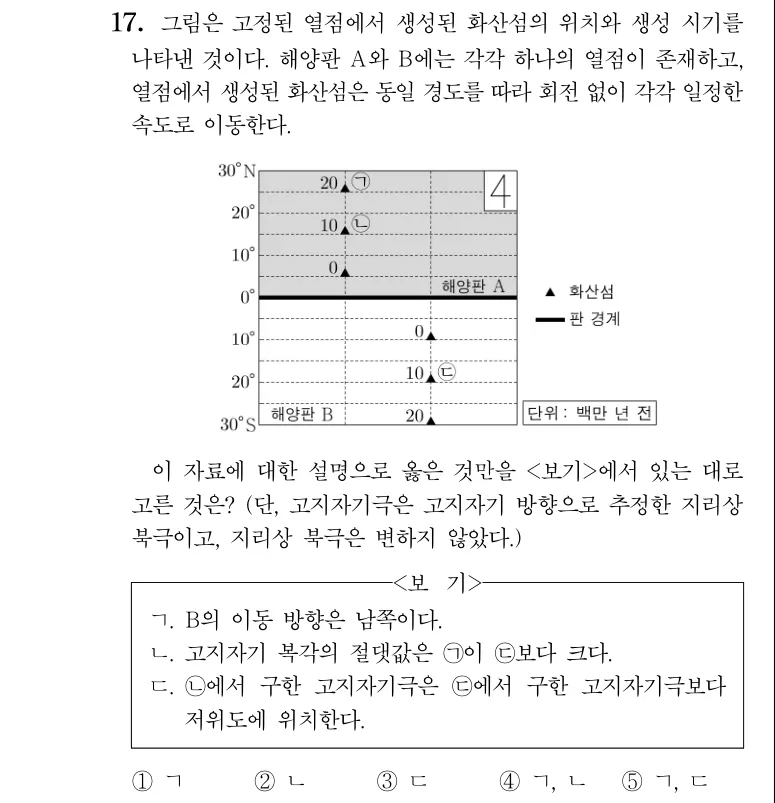 17. 그림은 고정된 열점에서 생성된 화산섬의 위치와 생성 시기를
나타낸 것이다. 해양판 A와 B에는 각각 하나의 열점이 존재하고,
열점에서 생성된 화산섬은 동일 경도를 따라 회전 없이 각각 일정한
속도로 이동한다.
30°N
20 ▲ ㉠
4
20°
10 ▲ ㉡
10°
0 ▲
해양판 A
0°
▲ 화산섬
판 경계
0 ▲
10°
10 ▲ ㉢
20°
해양판 B
20 ▲
30°S
단위: 백만 년 전
이 자료에 대한 설명으로 옳은 것만을 <보기>에서 있는 대로
고른 것은? (단, 고지자기극은 고지자기 방향으로 추정한 지리상
북극이고, 지리상 북극은 변하지 않았다.)
<보 기>
ㄱ. B의 이동 방향은 남쪽이다.
ㄴ. 고지자기 복각의 절댓값은 ㉠이 ㉢보다 크다.
ㄷ. ㉡에서 구한 고지자기극은 ㉢에서 구한 고지자기극보다
저위도에 위치한다.
① ㄱ ② ㄴ ③ ㄷ ④ ㄱ, ㄴ ⑤ ㄱ, ㄷ